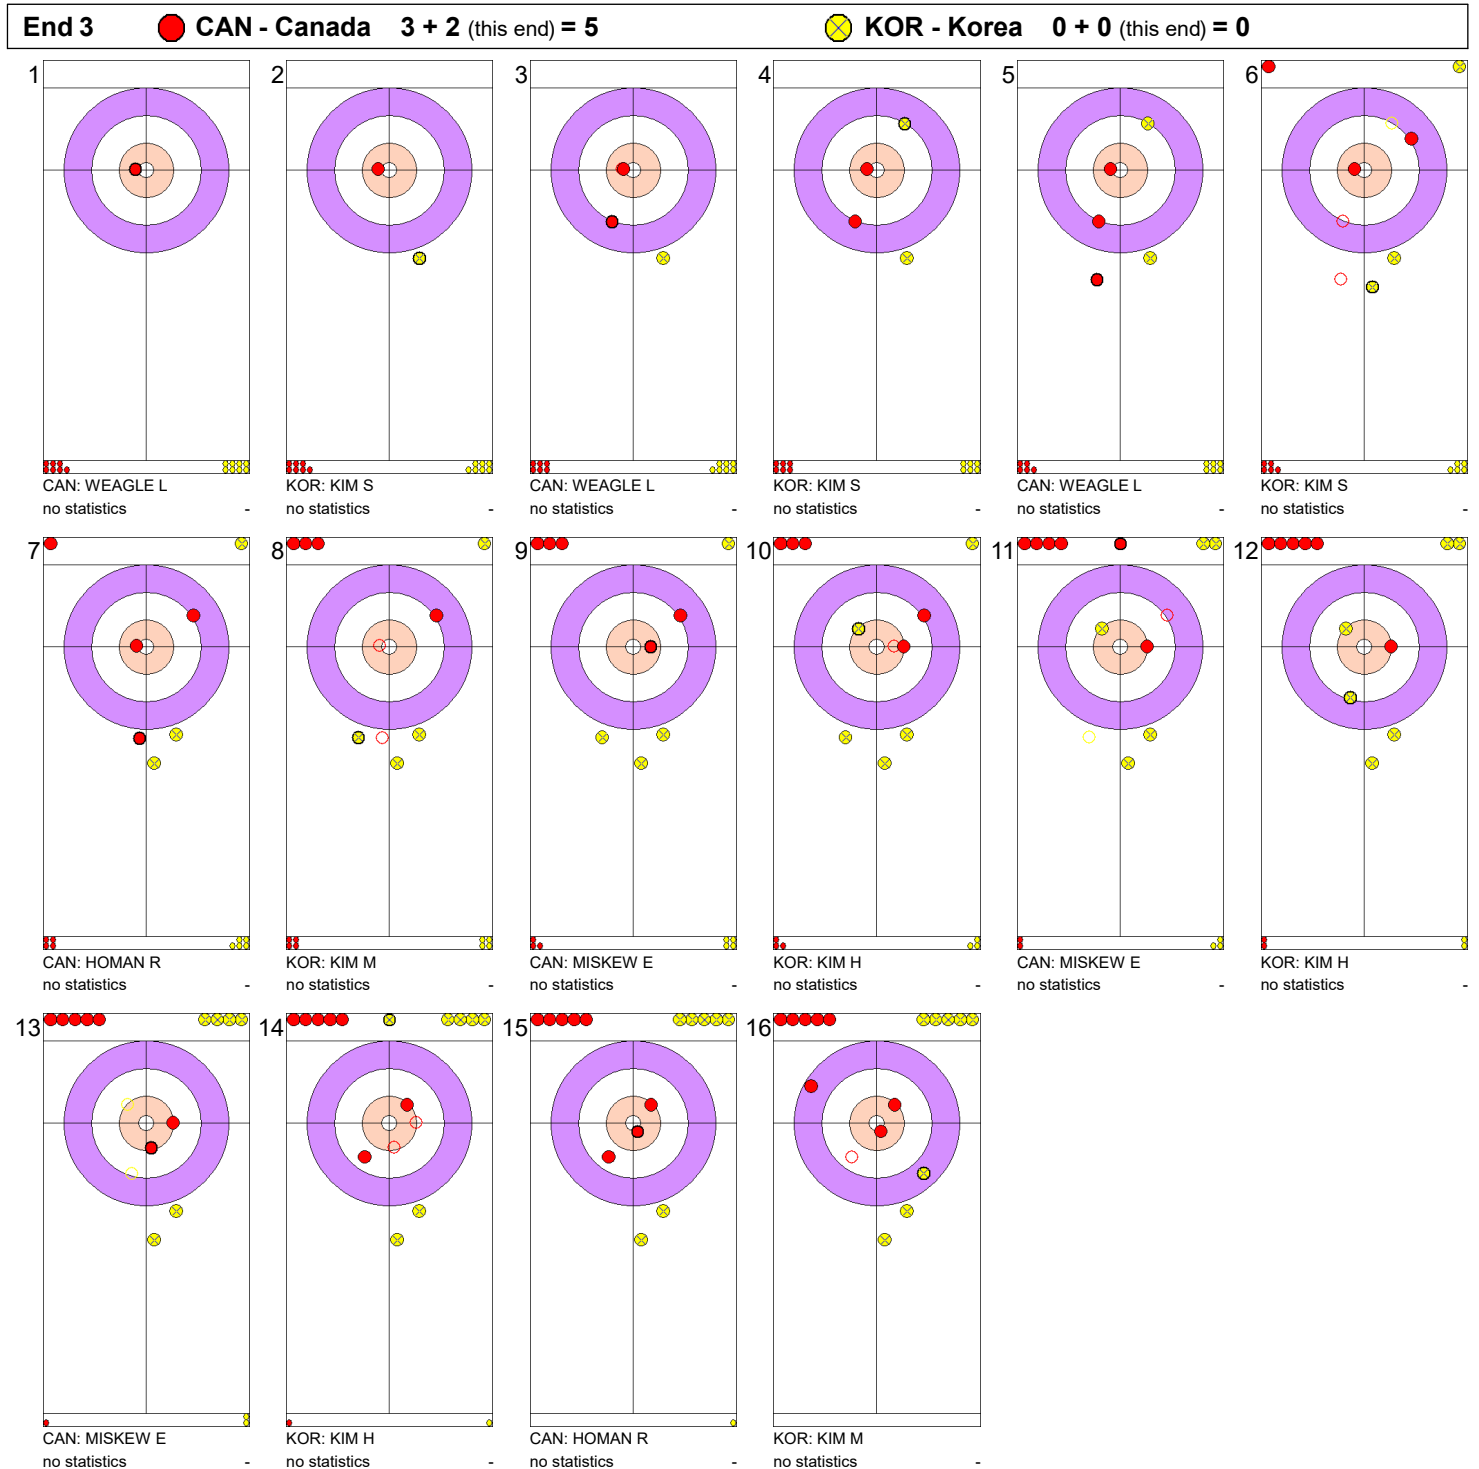 End 3 CAN - Canada 3 + 2 (this end) = 5 KOR - Korea 0 + 0 (this end) = 0
1 2 3 4 5 6
CAN: WEAGLE L KOR: KIM S CAN: WEAGLE L KOR: KIM S CAN: WEAGLE L KOR: KIM S
no statistics - no statistics - no statistics - no statistics - no statistics - no statistics -
7 8 9 10 11 12
CAN: HOMAN R KOR: KIM M CAN: MISKEW E KOR: KIM H CAN: MISKEW E KOR: KIM H
no statistics - no statistics - no statistics - no statistics - no statistics - no statistics -
13 14 15 16
CAN: MISKEW E KOR: KIM H CAN: HOMAN R KOR: KIM M
no statistics - no statistics - no statistics - no statistics -